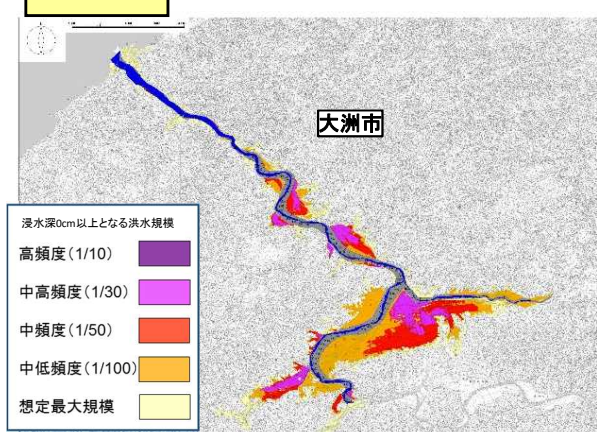 大洲市
浸水深0cm以上となる洪水規模
高頻度(1/10)
中高頻度(1/30)
中頻度(1/50)
中低頻度(1/100)
想定最大規模